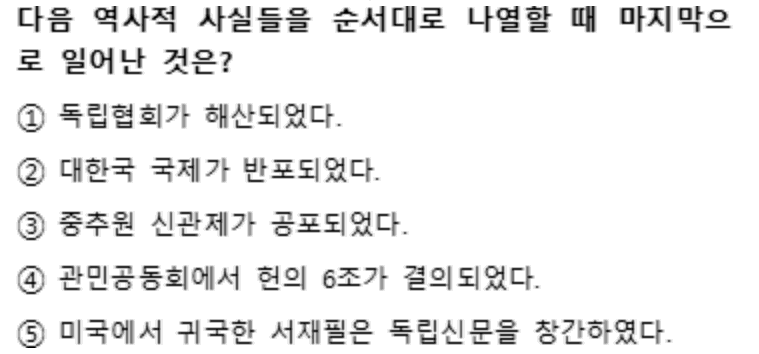 다음 역사적 사실들을 순서대로 나열할 때 마지막으
로 일어난 것은?
① 독립협회가 해산되었다.
② 대한국 국제가 반포되었다.
③ 중추원 신관제가 공포되었다.
④ 관민공동회에서 헌의 6조가 결의되었다.
⑤ 미국에서 귀국한 서재필은 독립신문을 창간하였다.